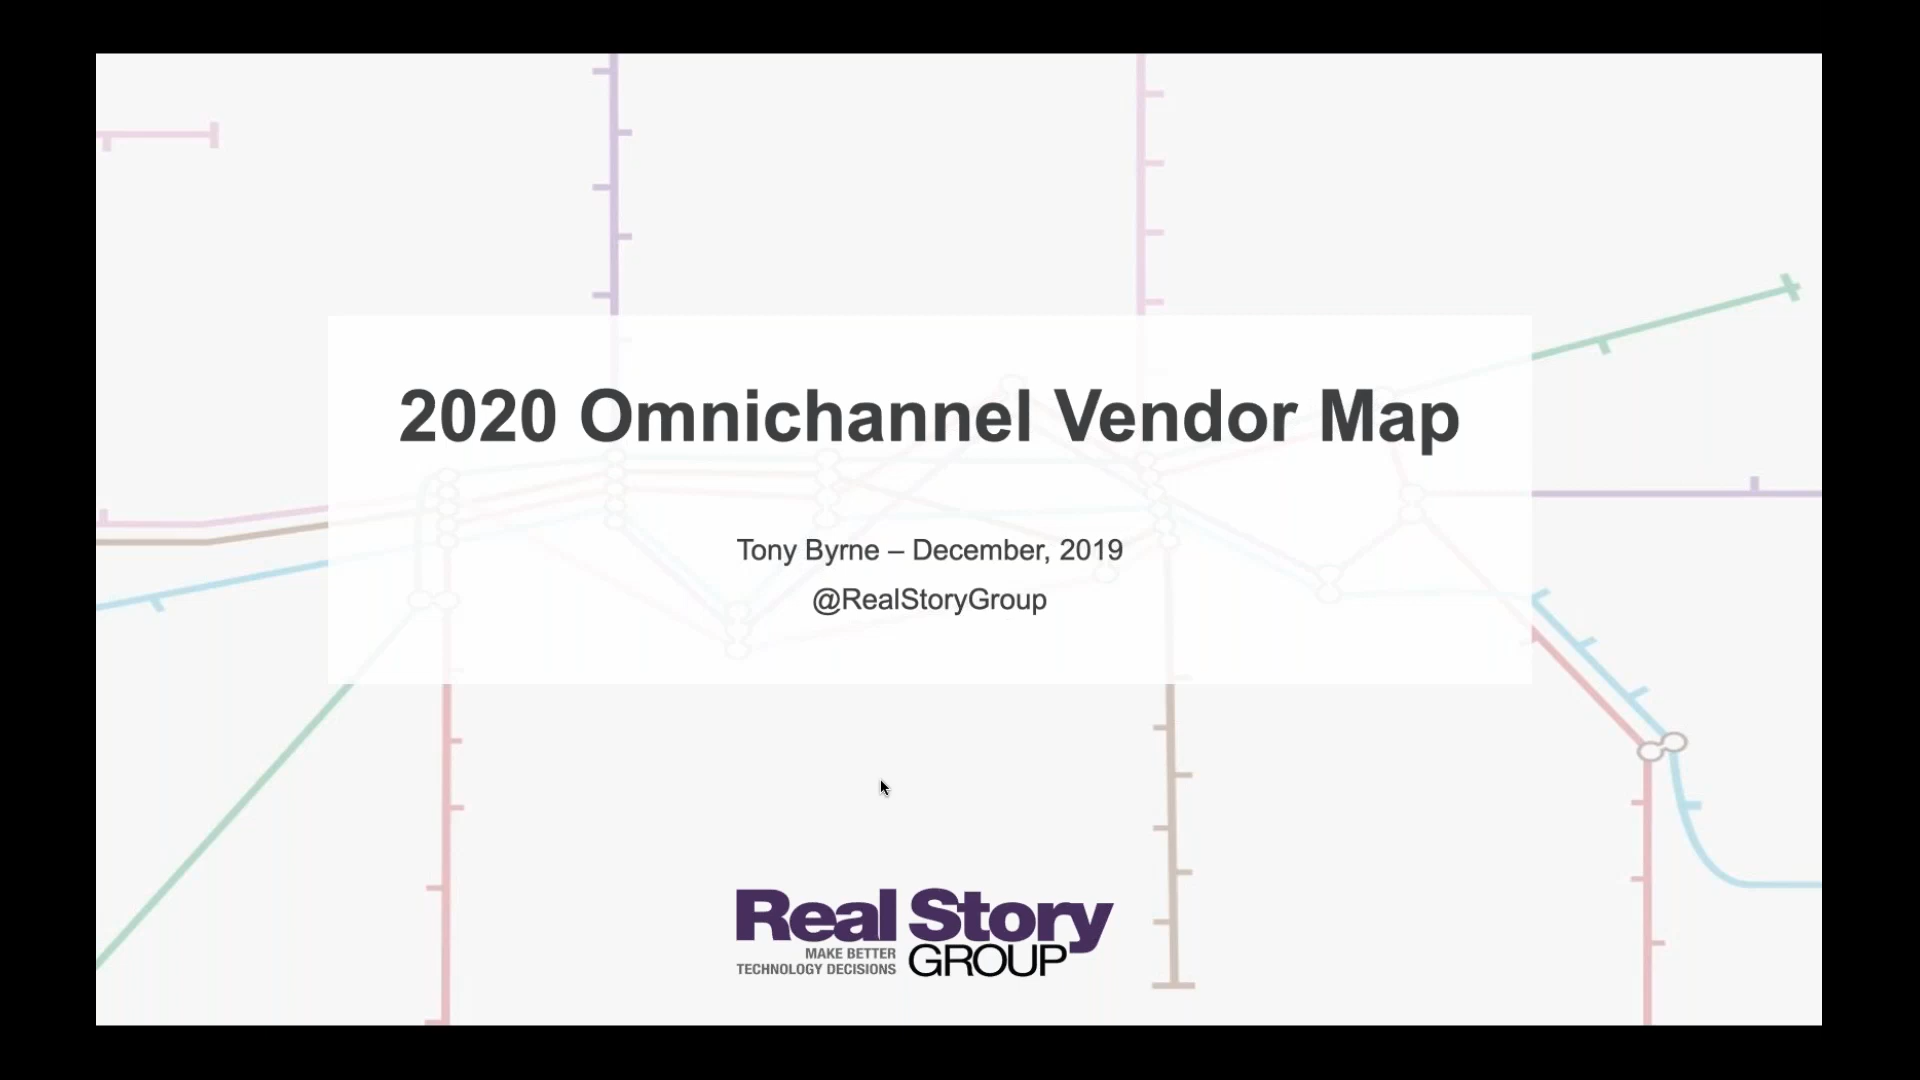 2020 Omnichannel Vendor Map
Tony Byrne – December, 2019
@RealStoryGroup
Real Story
MAKE BETTER
TECHNOLOGY DECISIONS
GROUP